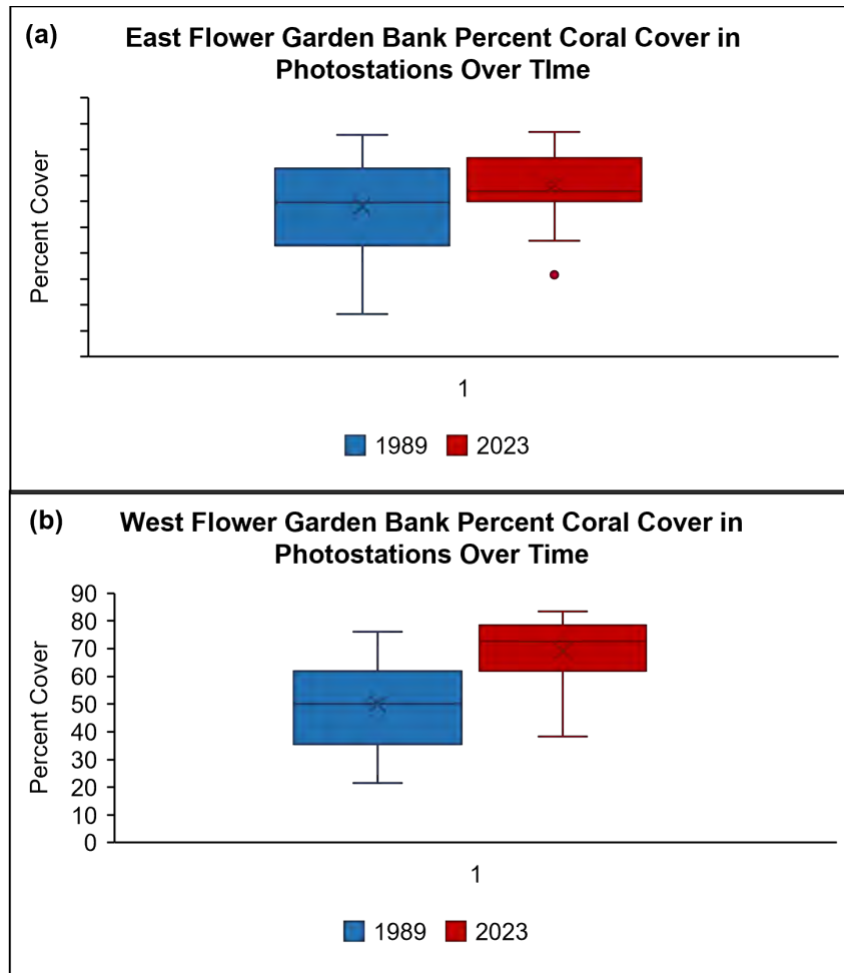 (a)
East Flower Garden Bank Percent Coral Cover in
Photostations Over TIme
Percent Cover
1
1989 2023
(b)
West Flower Garden Bank Percent Coral Cover in
Photostations Over Time
Percent Cover
90
80
70
60
50
40
30
20
10
0
1
1989 2023